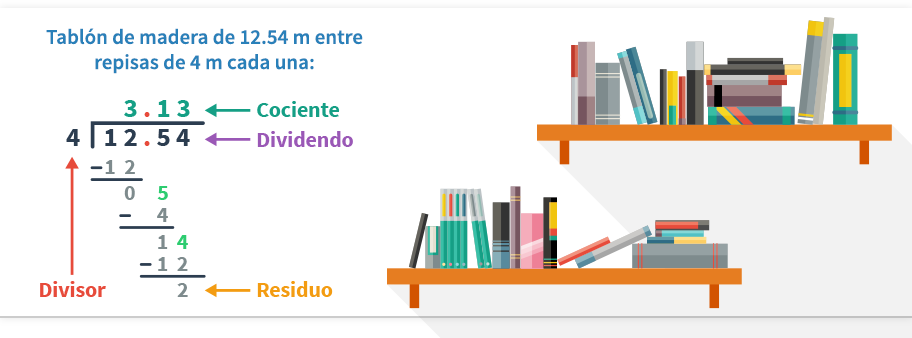 Tablón de madera de 12.54 m entre
repisas de 4 m cada una:
3.13 Cociente
4 12.54 Dividendo
−12
0 5
− 4
1 4
−1 2
Divisor 2 Residuo